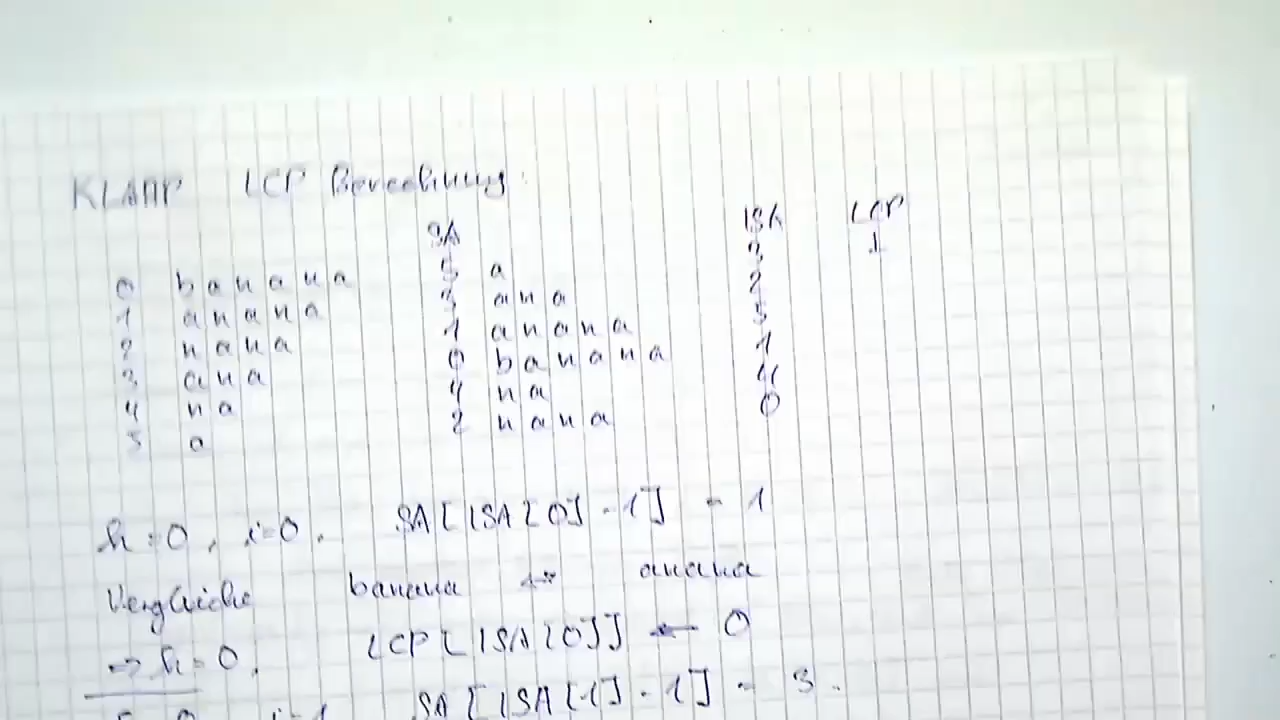 KLAAP LCP Berechnung:
SA ISA LCP
0 banana 5 a 3 ⊥
1 anana 3 ana 2
2 nana 1 anana 5
3 ana 0 banana 1
4 na 4 na 4
5 a 2 nana 0
h=0, i=0. SA[ISA[0]-1] = 1
Vergleiche banana ↔ anana
⇒ h=0. LCP[ISA[0]] ← 0
i=1 SA[ISA[1]-1] = 3.